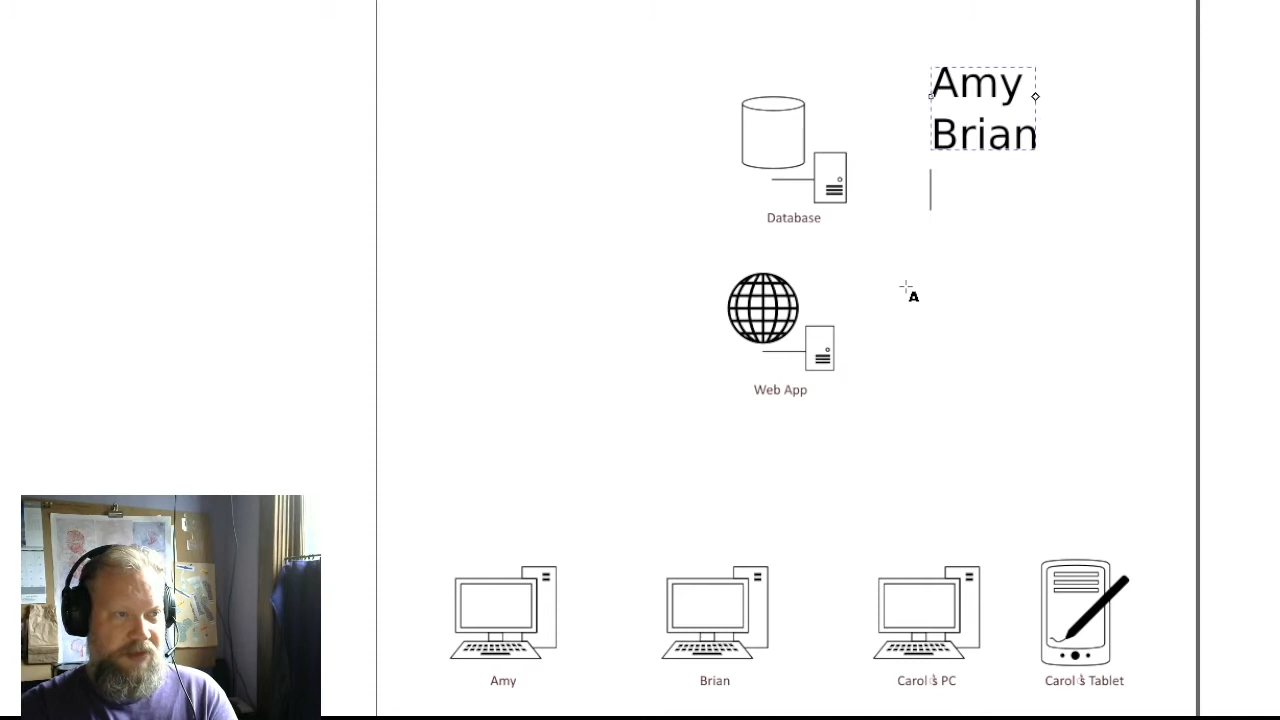 Amy
Brian
Database
Web App
Amy
Brian
Carol's PC
Carol's Tablet